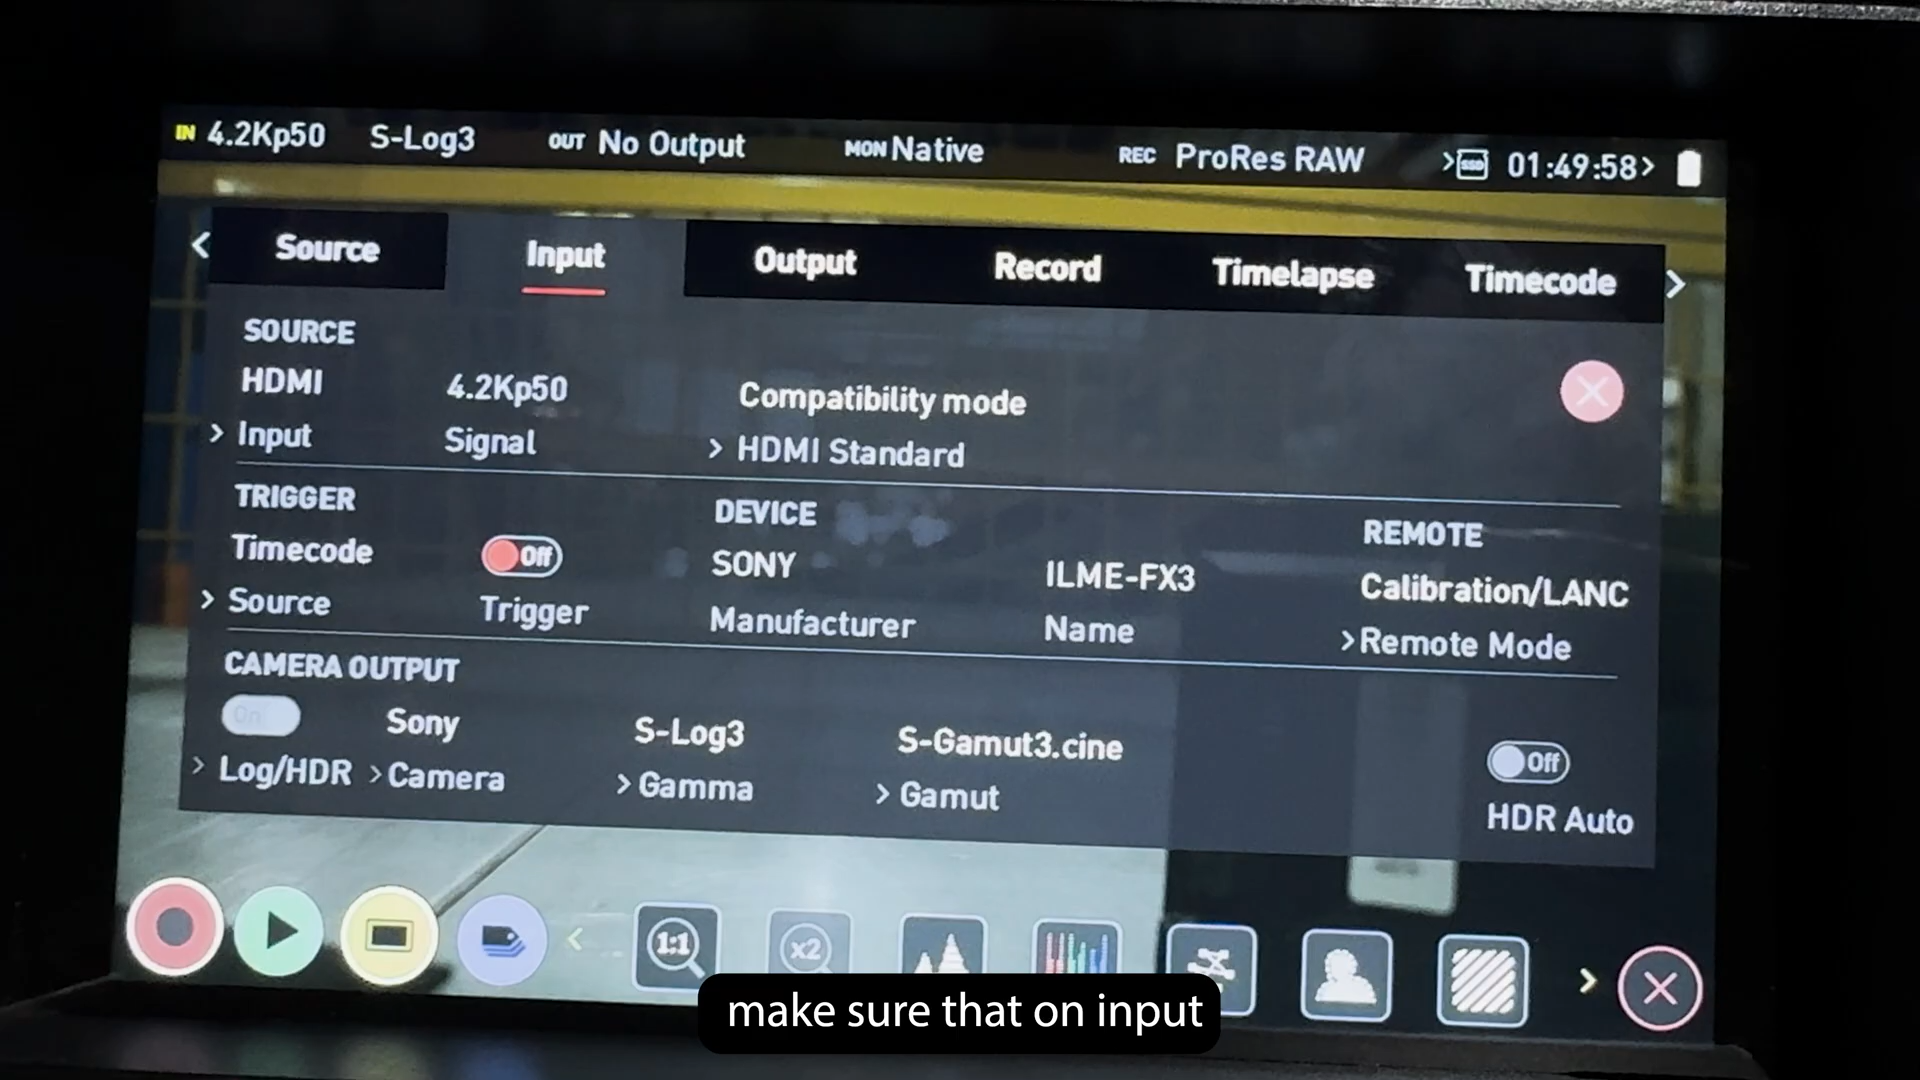 IN 4.2Kp50 S-Log3 OUT No Output MON Native REC ProRes RAW SSD 01:49:58
Source Input Output Record Timelapse Timecode
SOURCE
HDMI 4.2Kp50 Compatibility mode
> Input Signal > HDMI Standard
TRIGGER DEVICE REMOTE
Timecode Off SONY ILME-FX3 Calibration/LANC
> Source Trigger Manufacturer Name > Remote Mode
CAMERA OUTPUT
On Sony S-Log3 S-Gamut3.cine Off
> Log/HDR > Camera > Gamma > Gamut HDR Auto
1:1 x2
make sure that on input